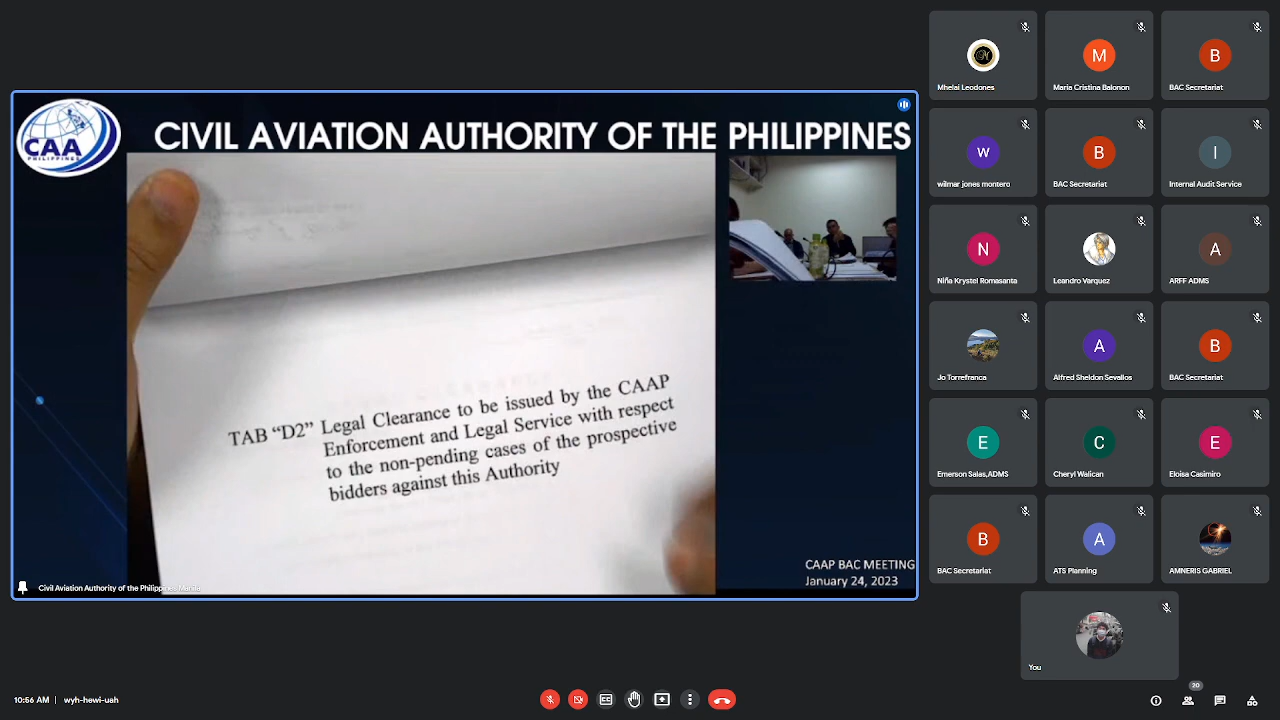 CAA
PHILIPPINES
CIVIL AVIATION AUTHORITY OF THE PHILIPPINES
TAB “D2” Legal Clearance to be issued by the CAAP
Enforcement and Legal Service with respect
to the non-pending cases of the prospective
bidders against this Authority
CAAP BAC MEETING
January 24, 2023
Civil Aviation Authority of the Philippines Manila
Mhelai Leodones
M
Marie Cristina Balonon
B
BAC Secretariat
w
wilmar jones montero
B
BAC Secretariat
I
Internal Audit Service
N
Niña Krystel Romasanta
Leandro Varquez
A
ARFF ADMS
Jo Torrefranca
A
Alfred Sheldon Sevallos
B
BAC Secretariat
E
Emerson Salas,ADMS
C
Cheryl Walican
E
Eloisa Casimiro
B
BAC Secretariat
A
ATS Planning
AMNERIS GABRIEL
You
10:56 AM | wyh-hewi-uah
20